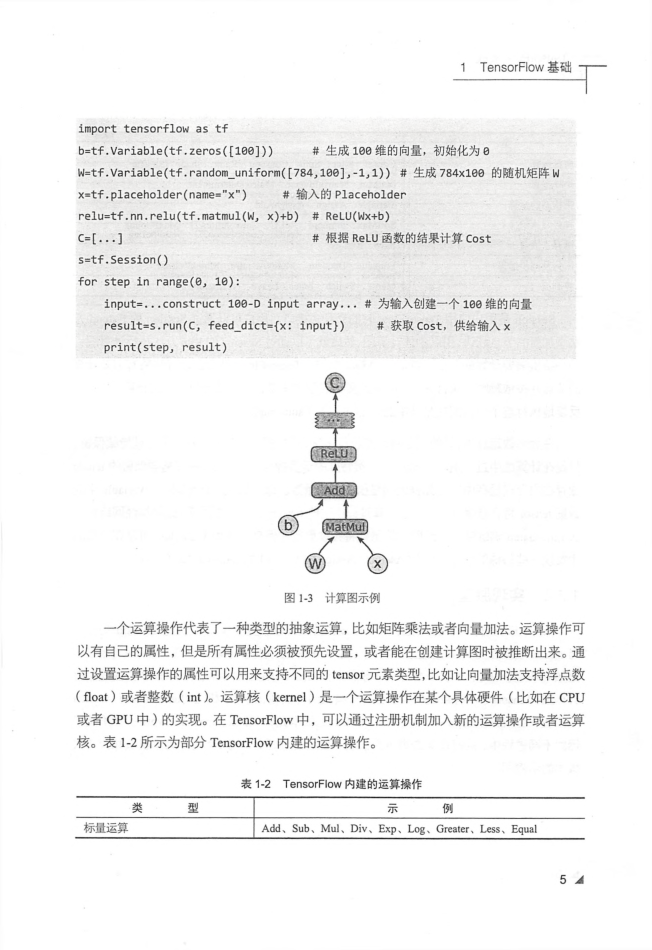 1 TensorFlow 基础
import tensorflow as tf
b=tf.Variable(tf.zeros([100])) # 生成 100 维的向量，初始化为 0
W=tf.Variable(tf.random_uniform([784,100],-1,1)) # 生成 784x100 的随机矩阵 W
x=tf.placeholder(name="x") # 输入的 Placeholder
relu=tf.nn.relu(tf.matmul(W, x)+b) # ReLU(Wx+b)
C=[...] # 根据 ReLU 函数的结果计算 Cost
s=tf.Session()
for step in range(0, 10):
input=...construct 100-D input array... # 为输入创建一个 100 维的向量
result=s.run(C, feed_dict={x: input}) # 获取 Cost，供给输入 x
print(step, result)
C
...
ReLU
Add
b MatMul
W x
图 1-3 计算图示例
一个运算操作代表了一种类型的抽象运算，比如矩阵乘法或者向量加法。运算操作可
以有自己的属性，但是所有属性必须被预先设置，或者能在创建计算图时被推断出来。通
过设置运算操作的属性可以用来支持不同的 tensor 元素类型，比如让向量加法支持浮点数
（float）或者整数（int）。运算核（kernel）是一个运算操作在某个具体硬件（比如在 CPU
或者 GPU 中）的实现。在 TensorFlow 中，可以通过注册机制加入新的运算操作或者运算
核。表 1-2 所示为部分 TensorFlow 内建的运算操作。
表 1-2 TensorFlow 内建的运算操作
类 型 示 例
标量运算 Add、Sub、Mul、Div、Exp、Log、Greater、Less、Equal
5